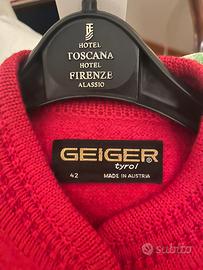 HOTEL
TOSCANA
HOTEL
FIRENZE
ALASSIO
GEIGER®
tyrol
42 MADE IN AUSTRIA
subito